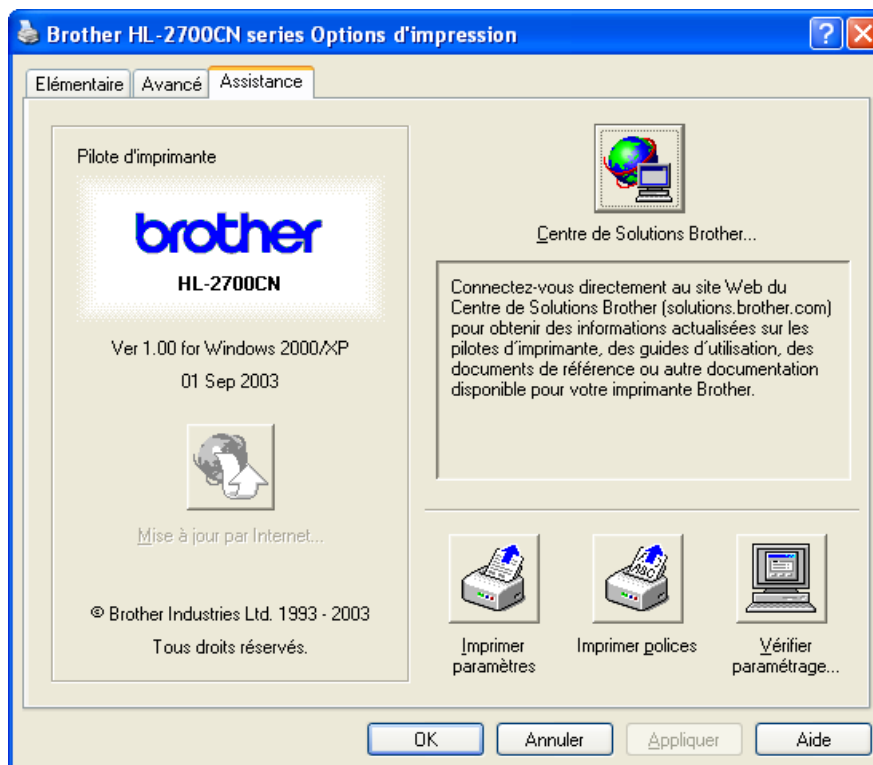 Brother HL-2700CN series Options d'impression
Elémentaire Avancé Assistance
Pilote d'imprimante
brother
HL-2700CN
Ver 1.00 for Windows 2000/XP
01 Sep 2003
Mise à jour par Internet...
© Brother Industries Ltd. 1993 - 2003
Tous droits réservés.
Centre de Solutions Brother...
Connectez-vous directement au site Web du
Centre de Solutions Brother (solutions.brother.com)
pour obtenir des informations actualisées sur les
pilotes d´imprimante, des guides d´utilisation, des
documents de référence ou autre documentation
disponible pour votre imprimante Brother.
ABC
Imprimer
paramètres
Imprimer polices
Vérifier
paramétrage...
OK Annuler Appliquer Aide